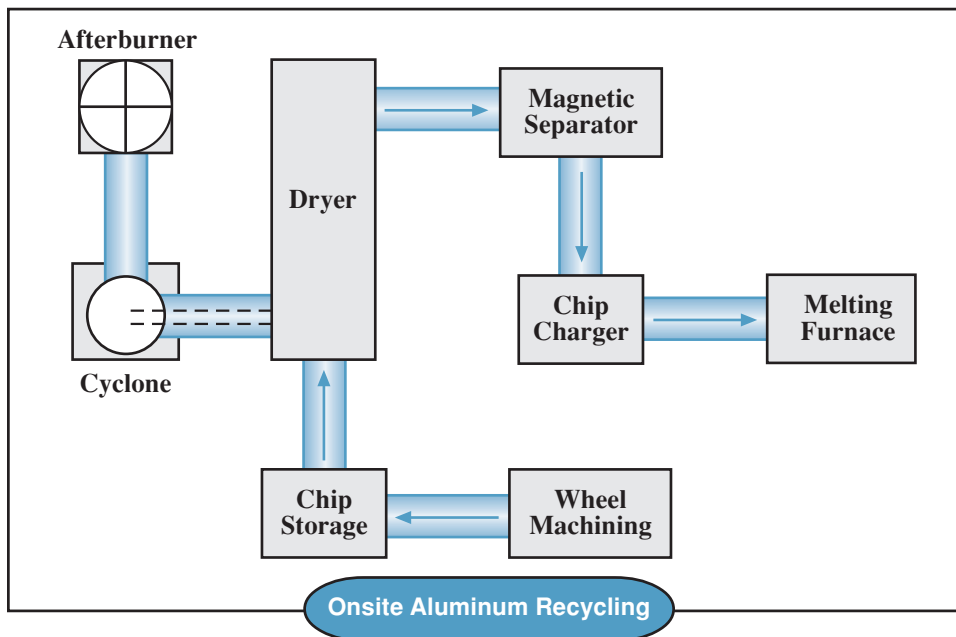 Afterburner
Magnetic
Separator
Dryer
Chip
Charger
Melting
Furnace
Cyclone
Chip
Storage
Wheel
Machining
Onsite Aluminum Recycling